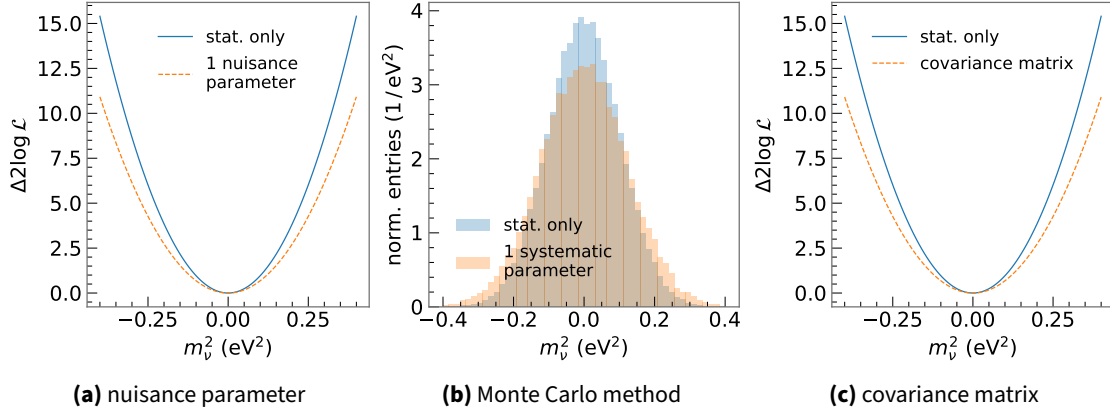 15.0
12.5
10.0
7.5
5.0
2.5
0.0
Δ2log ℒ
stat. only
1 nuisance
parameter
−0.25
0.00
0.25
m²ᵥ (eV²)
(a) nuisance parameter
4
3
2
1
0
norm. entries (1 / eV²)
stat. only
1 systematic
parameter
−0.4
−0.2
0.0
0.2
0.4
m²ᵥ (eV²)
(b) Monte Carlo method
15.0
12.5
10.0
7.5
5.0
2.5
0.0
Δ2log ℒ
stat. only
covariance matrix
−0.25
0.00
0.25
m²ᵥ (eV²)
(c) covariance matrix